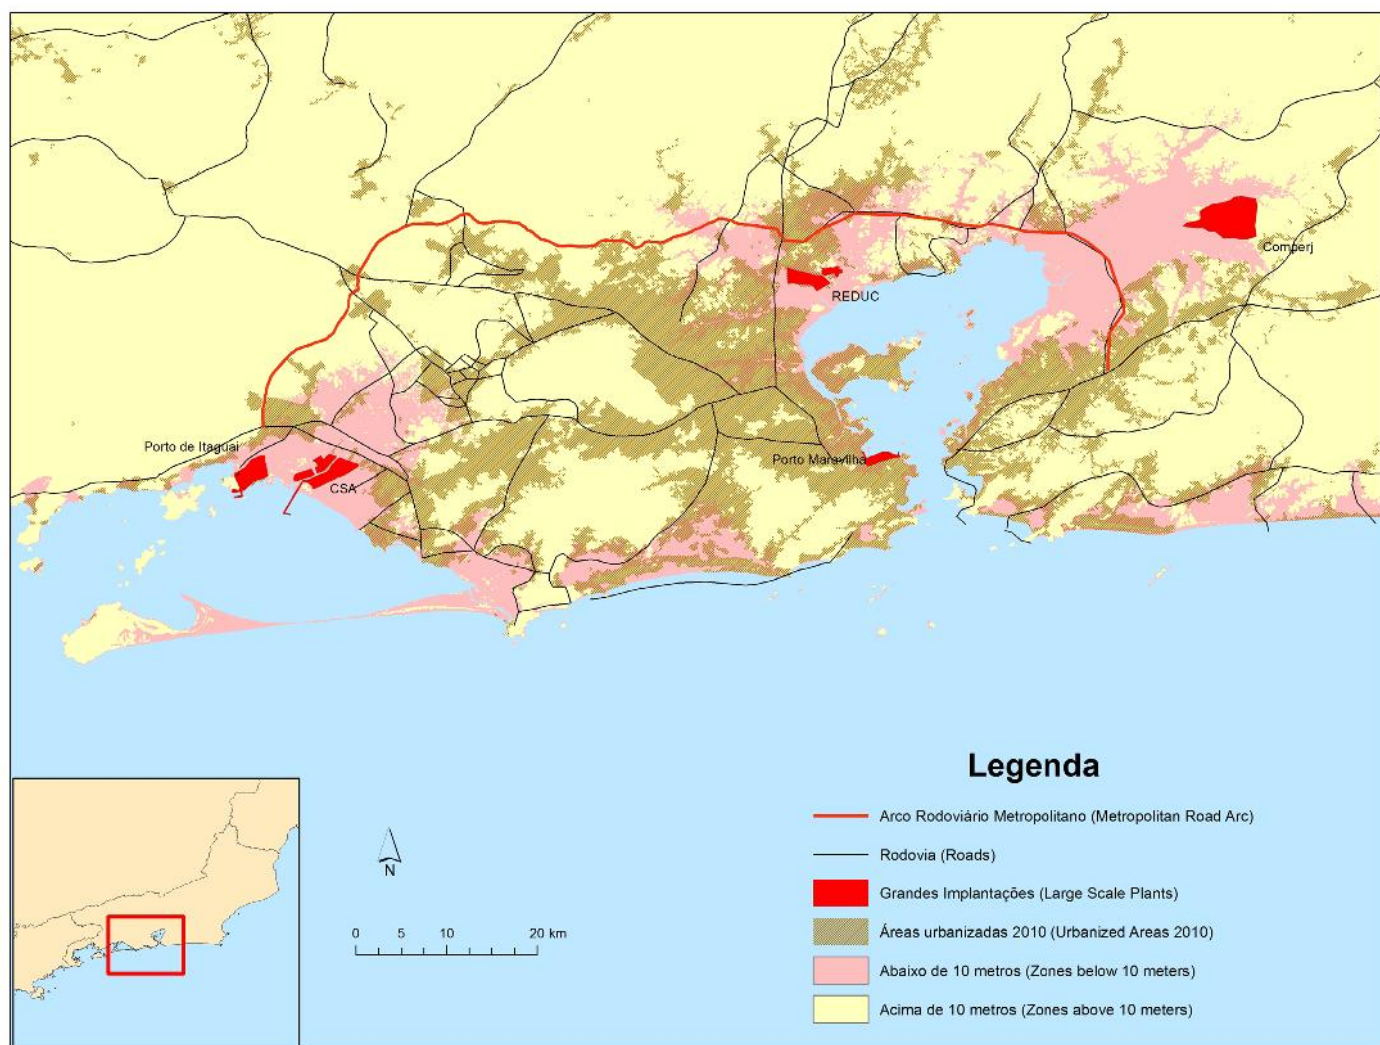 Comperj
REDUC
Porto de Itaguai
Porto Maravilha
CSA
Legenda
Arco Rodoviário Metropolitano (Metropolitan Road Arc)
Rodovia (Roads)
Grandes Implantações (Large Scale Plants)
Áreas urbanizadas 2010 (Urbanized Areas 2010)
Abaixo de 10 metros (Zones below 10 meters)
Acima de 10 metros (Zones above 10 meters)
N
0 5 10 20 km